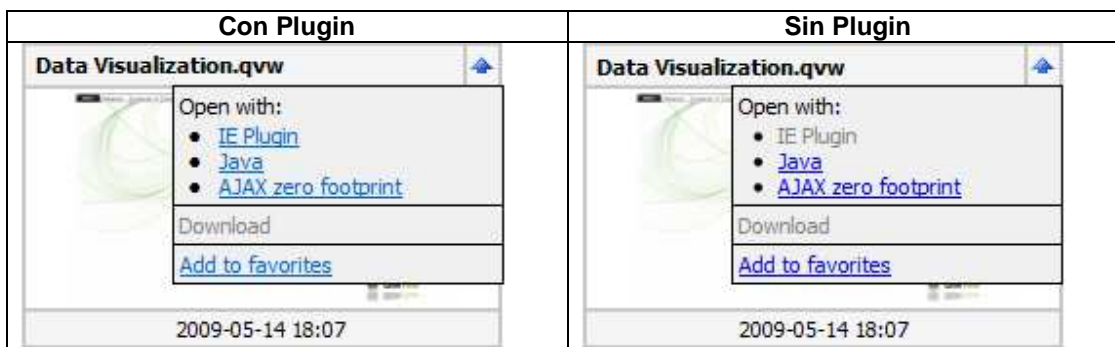 Con Plugin
Data Visualization.qvw
Open with:
IE Plugin
Java
AJAX zero footprint
Download
Add to favorites
2009-05-14 18:07
Sin Plugin
Data Visualization.qvw
Open with:
IE Plugin
Java
AJAX zero footprint
Download
Add to favorites
2009-05-14 18:07